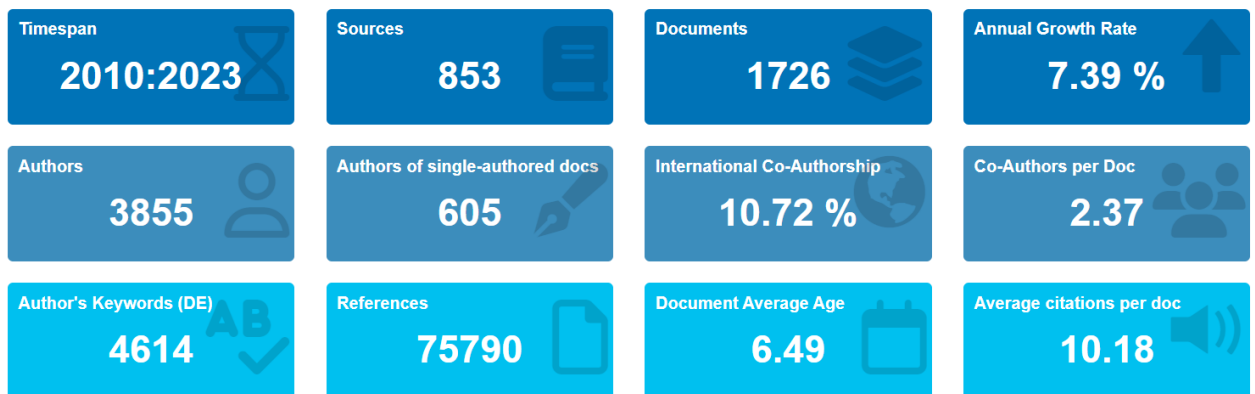 Timespan
2010:2023
Sources
853
Documents
1726
Annual Growth Rate
7.39 %
Authors
3855
Authors of single-authored docs
605
International Co-Authorship
10.72 %
Co-Authors per Doc
2.37
Author's Keywords (DE)
AB
4614
References
75790
Document Average Age
6.49
Average citations per doc
10.18